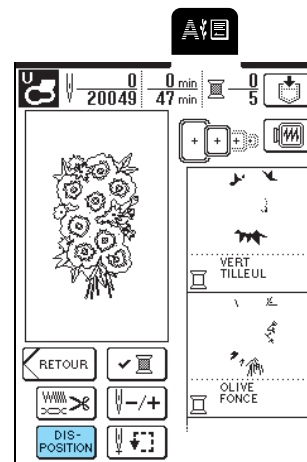 A
U
0 0 min 0
20049 47 min 5
VERT
TILLEUL
RETOUR
OLIVE
FONCE
-/+
DIS-
POSITION